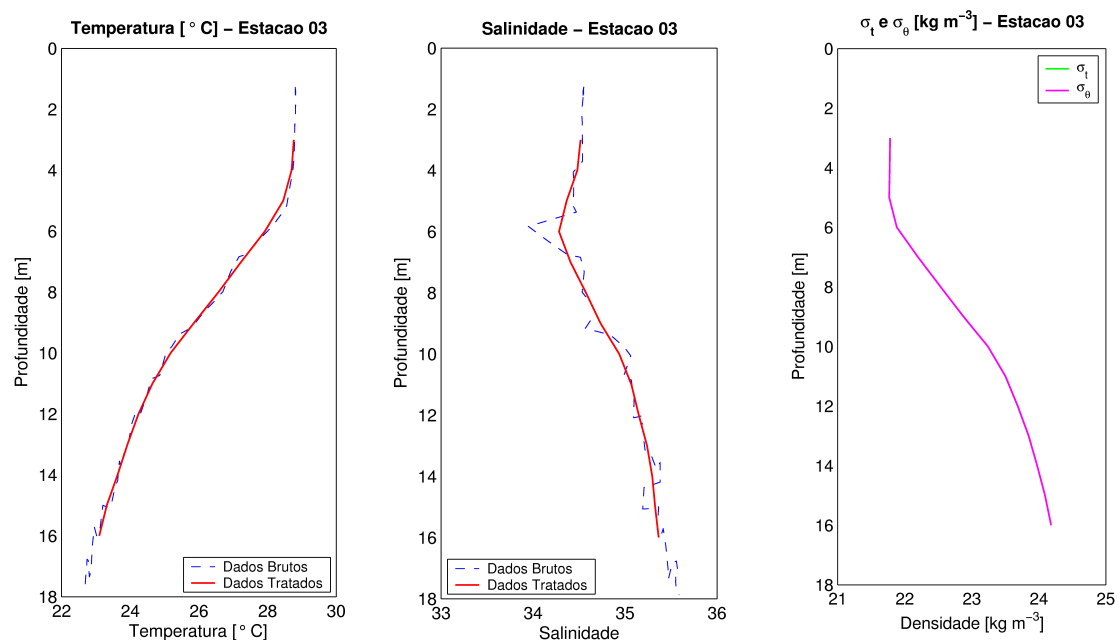 Temperatura [ ° C] – Estacao 03
0
2
4
6
8
10
12
14
16
18
Profundidade [m]
22
24
26
28
30
Temperatura [ ° C]
Dados Brutos
Dados Tratados
Salinidade – Estacao 03
0
2
4
6
8
10
12
14
16
18
Profundidade [m]
33
34
35
36
Salinidade
Dados Brutos
Dados Tratados
σt e σθ [kg m−3] – Estacao 03
0
2
4
6
8
10
12
14
16
18
Profundidade [m]
21
22
23
24
25
Densidade [kg m−3]
σt
σθ